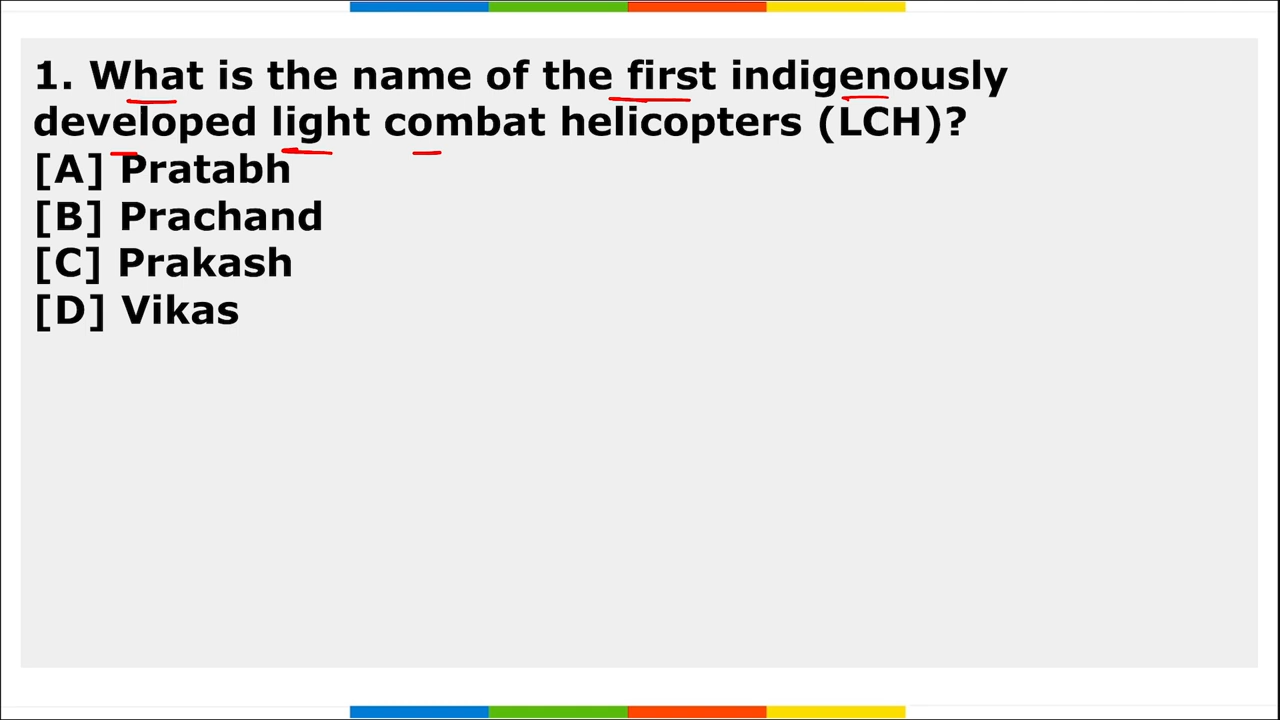 1. What is the name of the first indigenously
developed light combat helicopters (LCH)?
[A] Pratabh
[B] Prachand
[C] Prakash
[D] Vikas